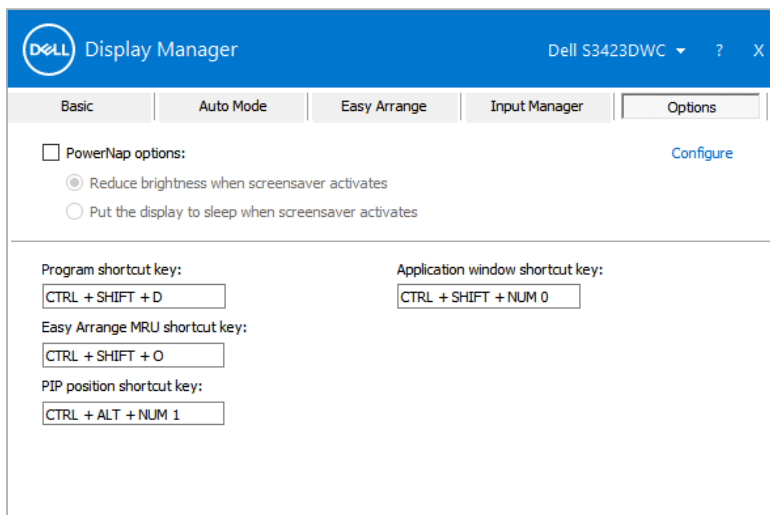 DELL Display Manager Dell S3423DWC ? X
Basic Auto Mode Easy Arrange Input Manager Options
PowerNap options: Configure
Reduce brightness when screensaver activates
Put the display to sleep when screensaver activates
Program shortcut key: Application window shortcut key:
CTRL + SHIFT + D CTRL + SHIFT + NUM 0
Easy Arrange MRU shortcut key:
CTRL + SHIFT + O
PIP position shortcut key:
CTRL + ALT + NUM 1